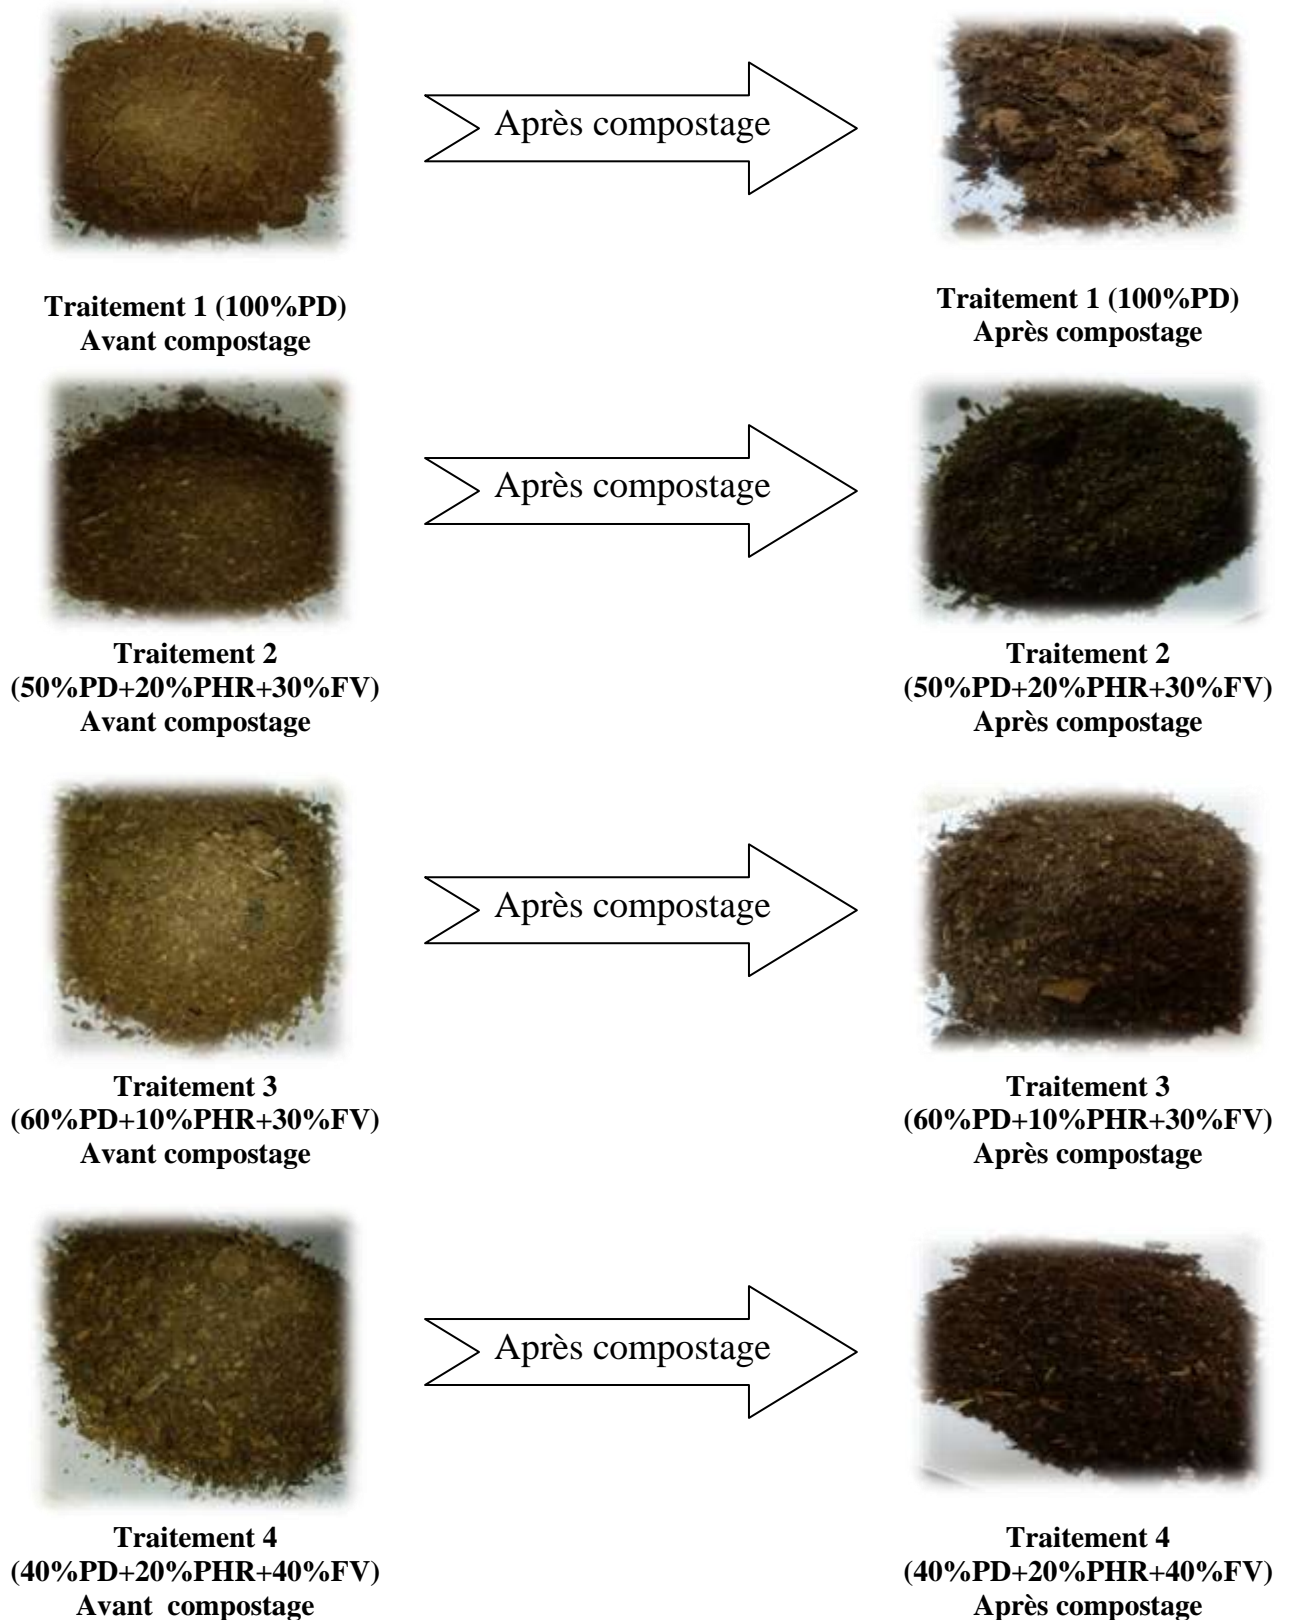 Après compostage
Traitement 1 (100%PD)
Avant compostage
Traitement 1 (100%PD)
Après compostage
Après compostage
Traitement 2
(50%PD+20%PHR+30%FV)
Avant compostage
Traitement 2
(50%PD+20%PHR+30%FV)
Après compostage
Après compostage
Traitement 3
(60%PD+10%PHR+30%FV)
Avant compostage
Traitement 3
(60%PD+10%PHR+30%FV)
Après compostage
Après compostage
Traitement 4
(40%PD+20%PHR+40%FV)
Avant  compostage
Traitement 4
(40%PD+20%PHR+40%FV)
Après compostage